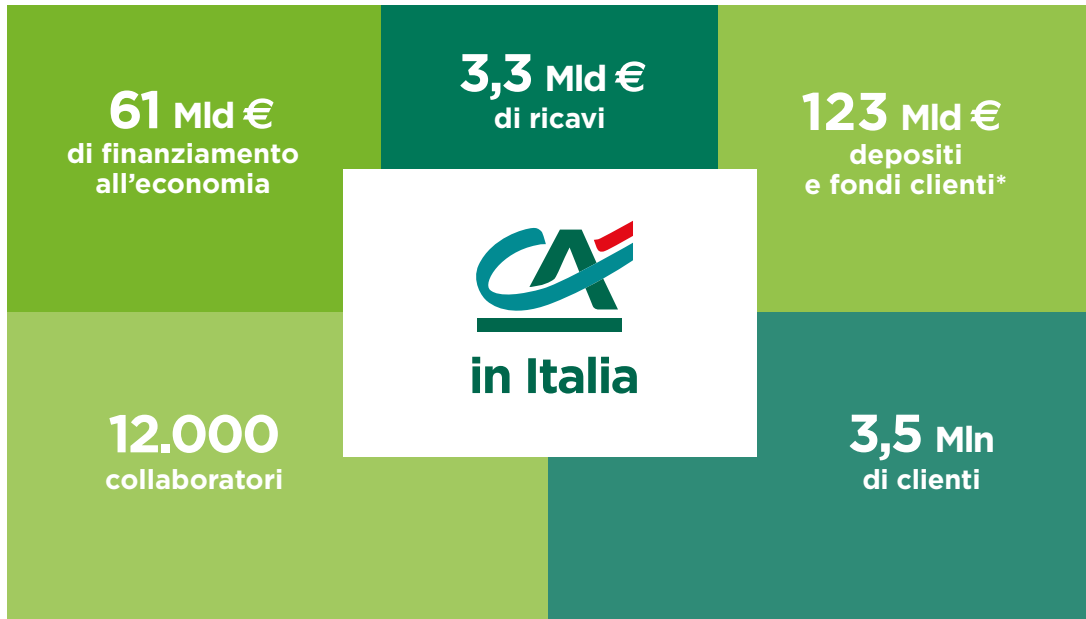 61 Mld €
di finanziamento
all’economia
3,3 Mld €
di ricavi
123 Mld €
depositi
e fondi clienti*
CA
in Italia
12.000
collaboratori
3,5 Mln
di clienti